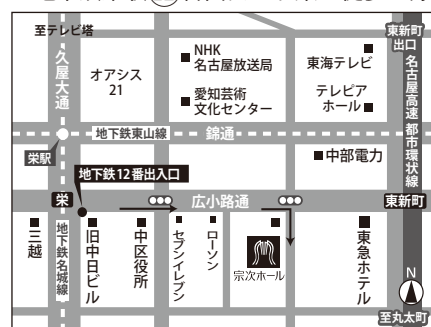 至テレビ塔
久屋大通
オアシス
21
NHK
名古屋放送局
愛知芸術
文化センター
東海テレビ
テレピア
ホール
東新町
出口
名古屋高速 都市環状線
地下鉄東山線
錦通
栄駅
地下鉄12番出入口
中部電力
栄
広小路通
東新町
三越
地下鉄名城線
旧中日ビル
中区役所
セブンイレブン
ローソン
宗次ホール
東急ホテル
N
至丸太町